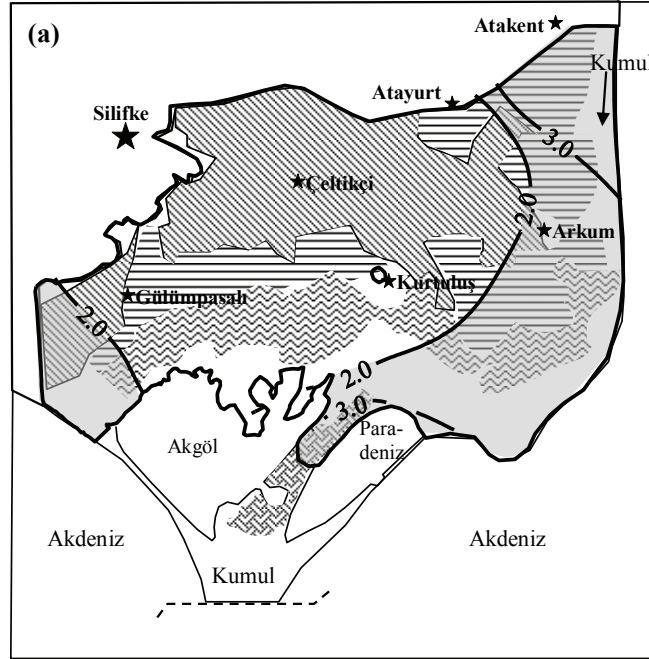 (a)
Atakent
Kumul
Silifke
Atayurt
3.0
Çeltikçi
2.0
Arkum
Kurtuluş
Gülümpaşalı
2.0
2.0
3.0
Akgöl
Para-
deniz
Akdeniz
Akdeniz
Kumul